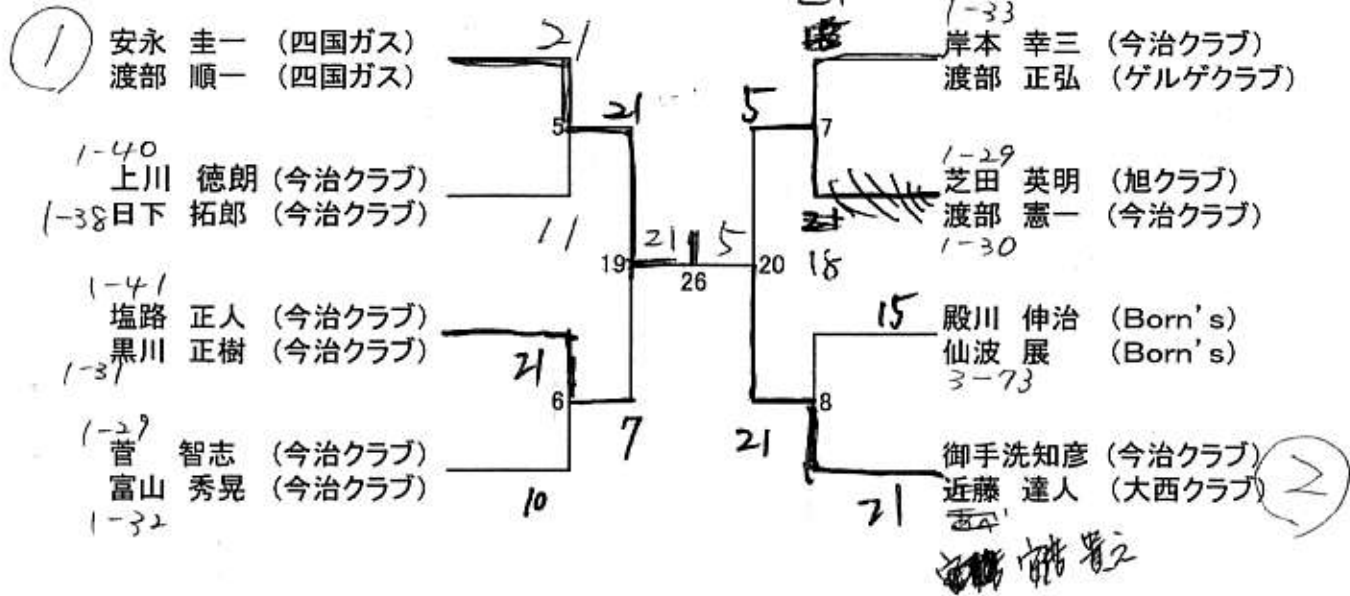 ① 安永 圭一 (四国ガス)
渡部 順一 (四国ガス)
21
5
1-40
上川 徳朗 (今治クラブ)
1-38 日下 拓郎 (今治クラブ)
11
21
19
21
26
1-41
塩路 正人 (今治クラブ)
黒川 正樹 (今治クラブ)
21
6
7
菅 智志 (今治クラブ)
富山 秀晃 (今治クラブ)
1-32
10
1-33
岸本 幸三 (今治クラブ)
渡部 正弘 (ゲルゲクラブ)
5
7
1-29
芝田 英明 (旭クラブ)
渡部 憲一 (今治クラブ)
1-30
18
5
20
15
殿川 伸治 (Born's)
仙波 展 (Born's)
3-73
8
21
御手洗知彦 (今治クラブ)
近藤 達人 (大西クラブ)
②
21